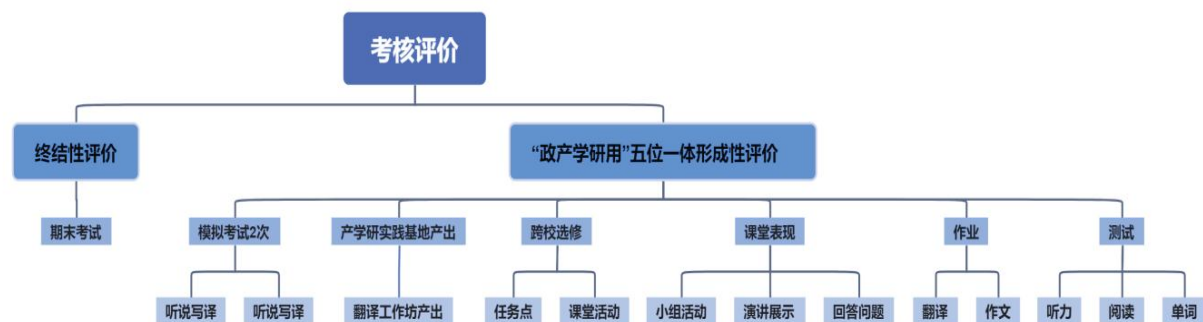 考核评价
终结性评价
“政产学研用”五位一体形成性评价
期末考试
模拟考试2次
产学研实践基地产出
跨校选修
课堂表现
作业
测试
听说写译
听说写译
翻译工作坊产出
任务点
课堂活动
小组活动
演讲展示
回答问题
翻译
作文
听力
阅读
单词